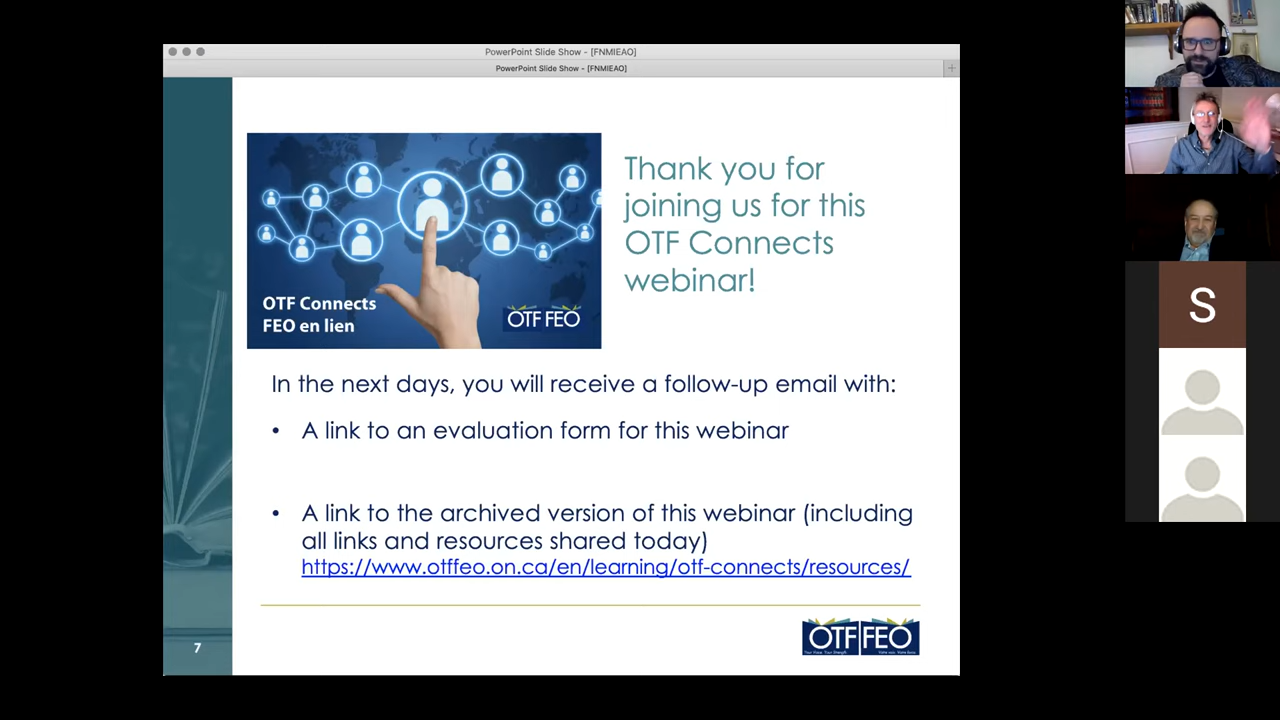 PowerPoint Slide Show - [FNMIEAO]
PowerPoint Slide Show - [FNMIEAO]
Thank you for
joining us for this
OTF Connects
webinar!
OTF Connects
FEO en lien
OTF FEO
In the next days, you will receive a follow-up email with:
• A link to an evaluation form for this webinar
• A link to the archived version of this webinar (including
all links and resources shared today)
https://www.otffeo.on.ca/en/learning/otf-connects/resources/
7
OTF FEO
S